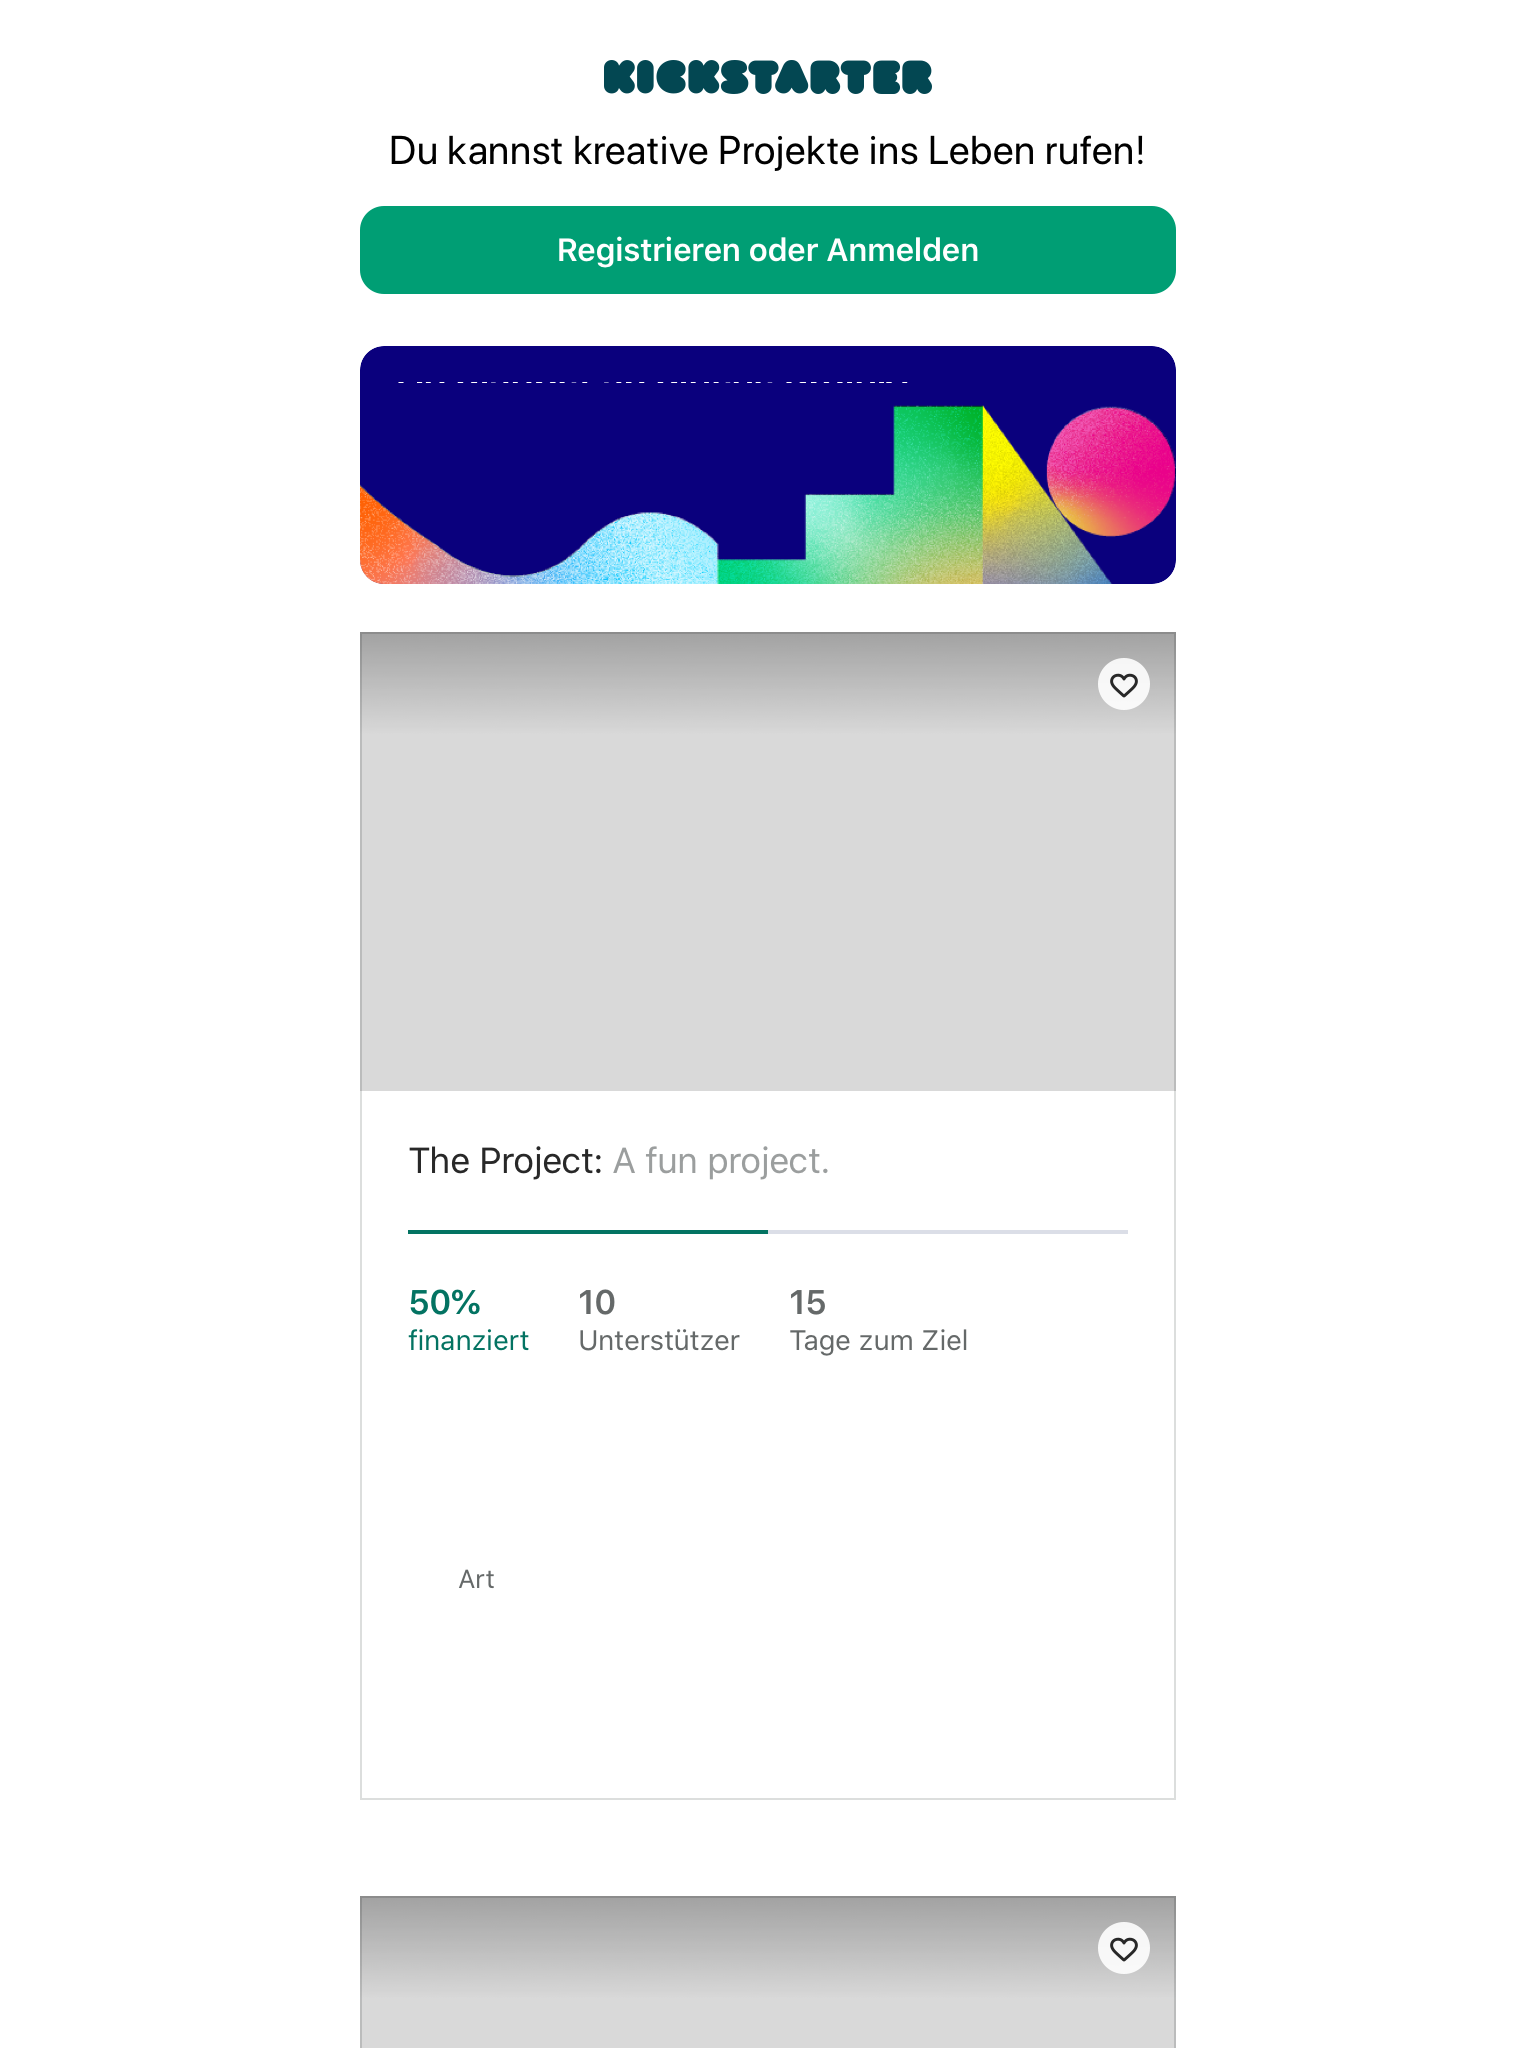 KICKSTARTER
Du kannst kreative Projekte ins Leben rufen!
Registrieren oder Anmelden
The Project: A fun project.
50%
finanziert
10
Unterstützer
15
Tage zum Ziel
Art